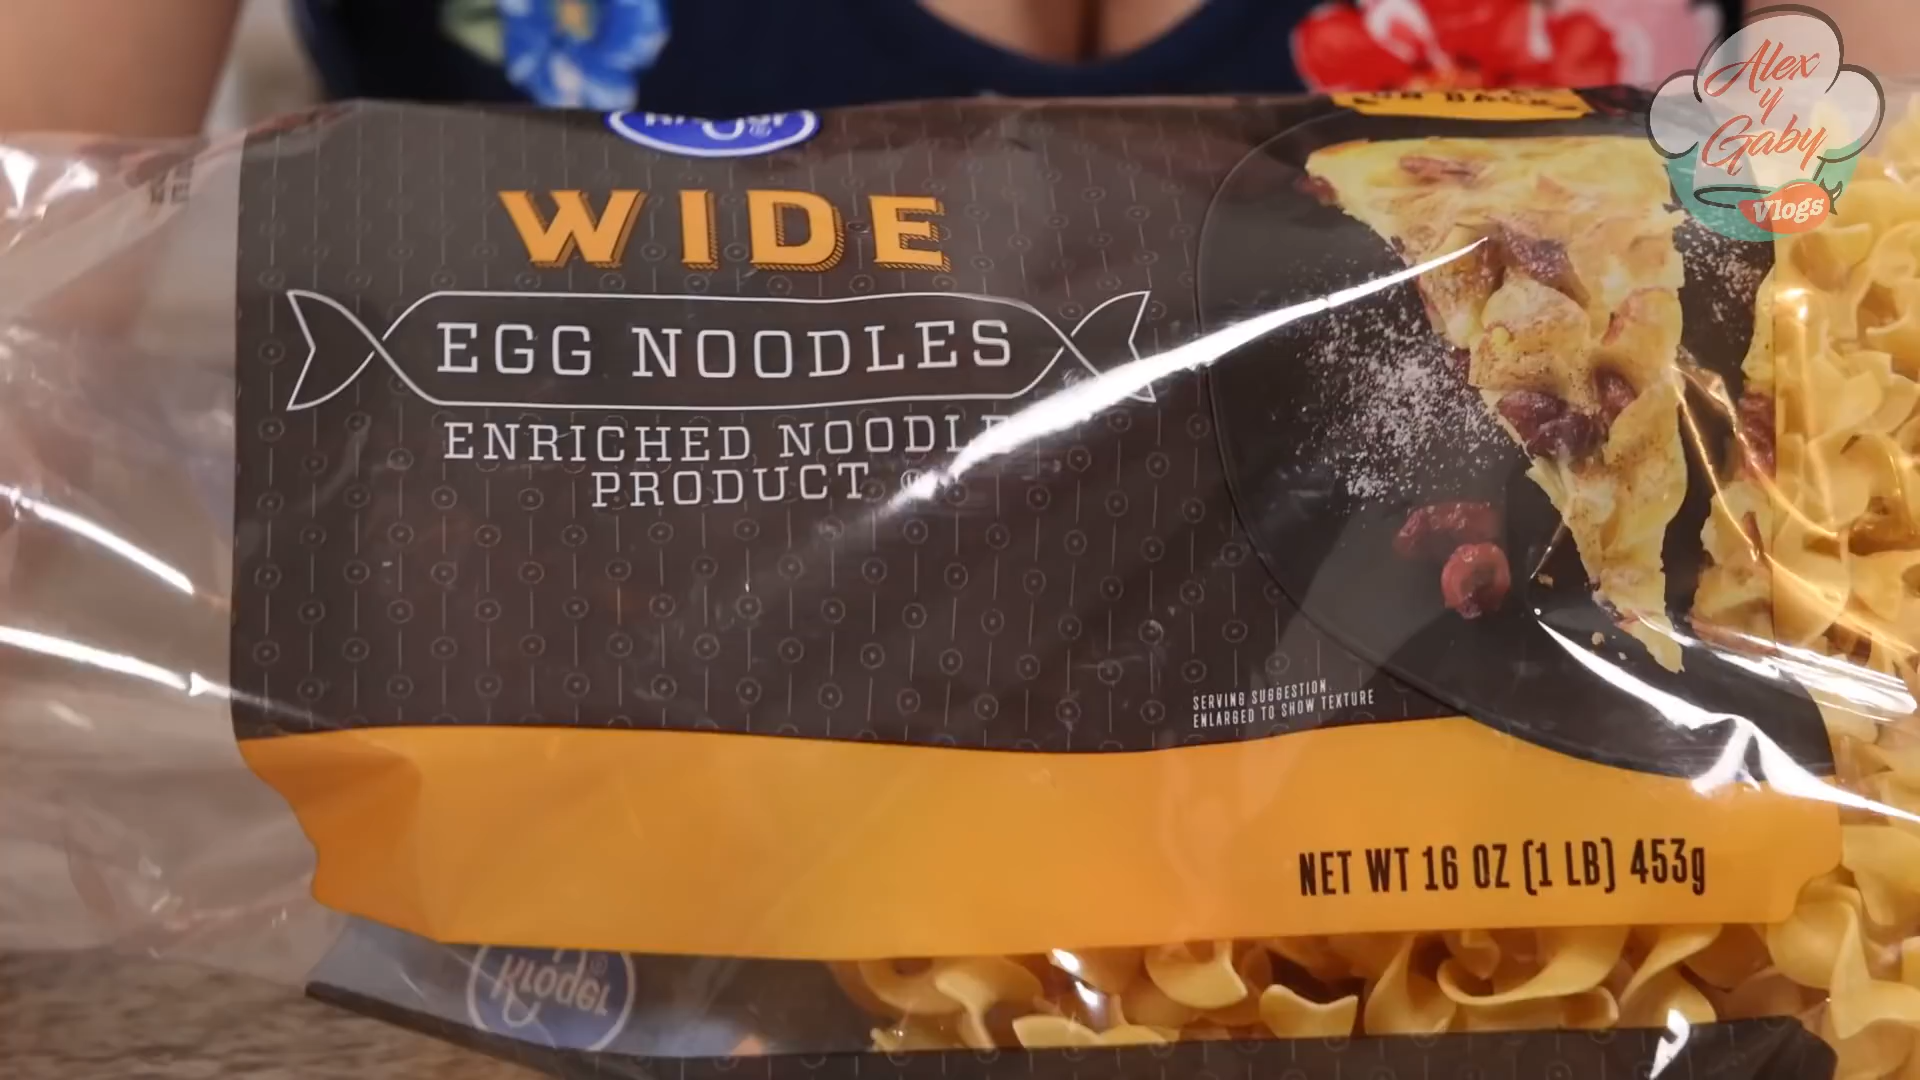 Alex
y
Gaby
Vlogs
WIDE
EGG NOODLES
ENRICHED NOODLE
PRODUCT
SERVING SUGGESTION
ENLARGED TO SHOW TEXTURE
NET WT 16 OZ (1 LB) 453g
Kroger